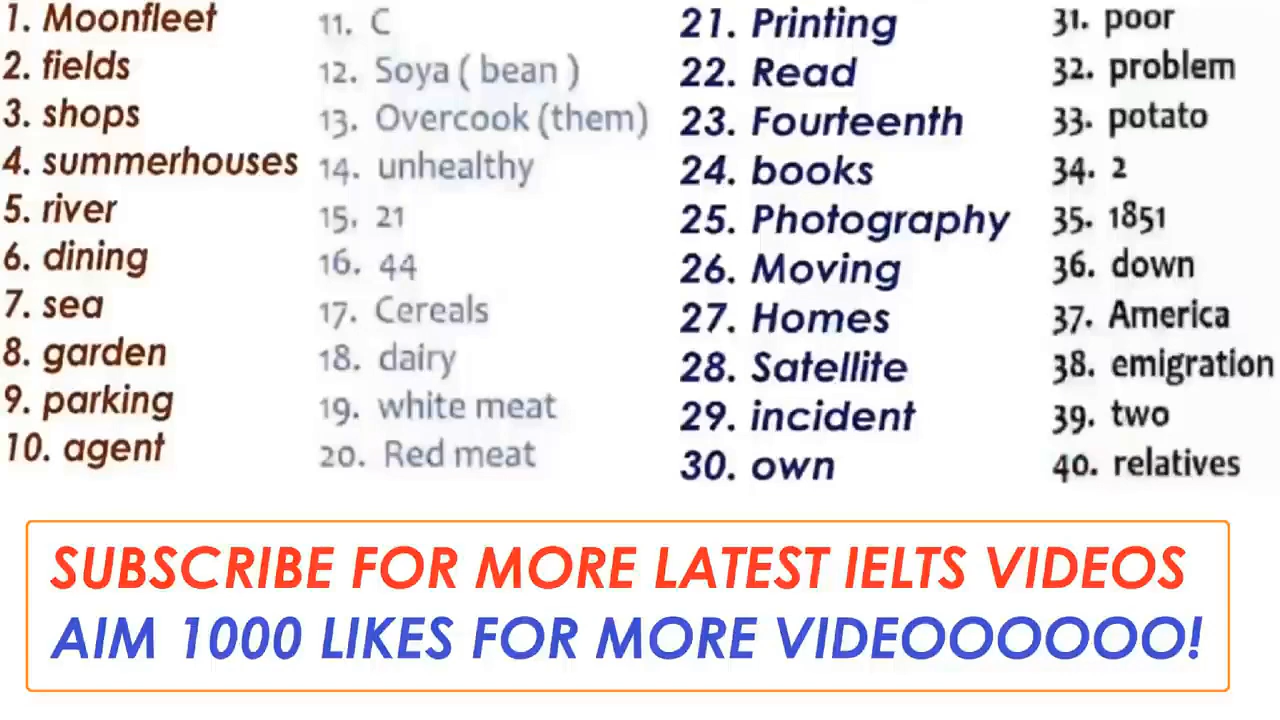 1. Moonfleet
2. fields
3. shops
4. summerhouses
5. river
6. dining
7. sea
8. garden
9. parking
10. agent
11. C
12. Soya ( bean )
13. Overcook (them)
14. unhealthy
15. 21
16. 44
17. Cereals
18. dairy
19. white meat
20. Red meat
21. Printing
22. Read
23. Fourteenth
24. books
25. Photography
26. Moving
27. Homes
28. Satellite
29. incident
30. own
31. poor
32. problem
33. potato
34. 2
35. 1851
36. down
37. America
38. emigration
39. two
40. relatives
SUBSCRIBE FOR MORE LATEST IELTS VIDEOS
AIM 1000 LIKES FOR MORE VIDEOOOOOO!